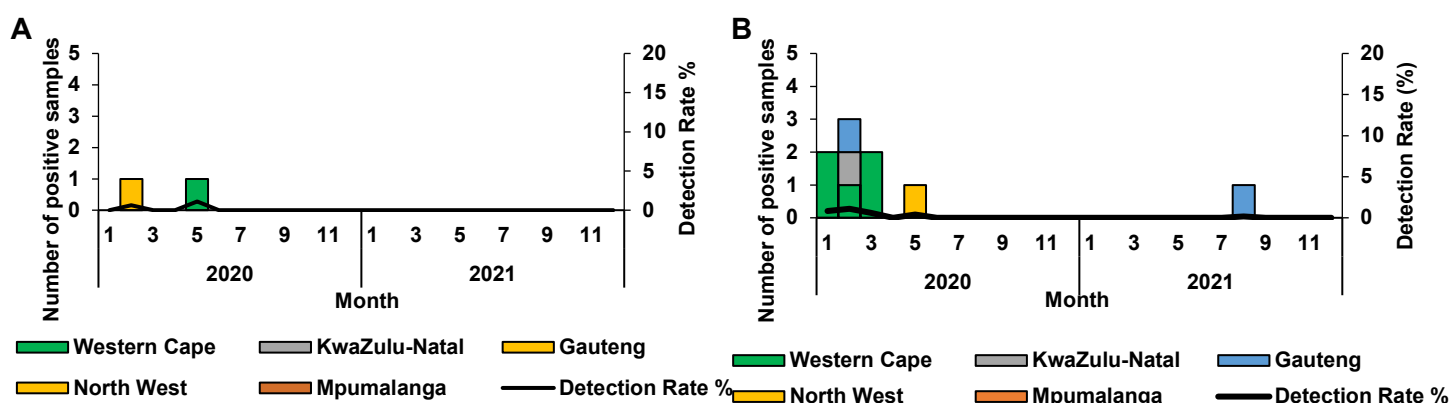 A
Number of positive samples
5
4
3
2
1
0
20
15
10
5
0
Detection Rate %
1 3 5 7 9 11 1 3 5 7 9 11
2020 2021
Month
Western Cape KwaZulu-Natal Gauteng
North West Mpumalanga Detection Rate %
B
Number of positive samples
5
4
3
2
1
0
20
15
10
5
0
Detection Rate (%)
1 3 5 7 9 11 1 3 5 7 9 11
2020 2021
Month
Western Cape KwaZulu-Natal Gauteng
North West Mpumalanga Detection Rate %